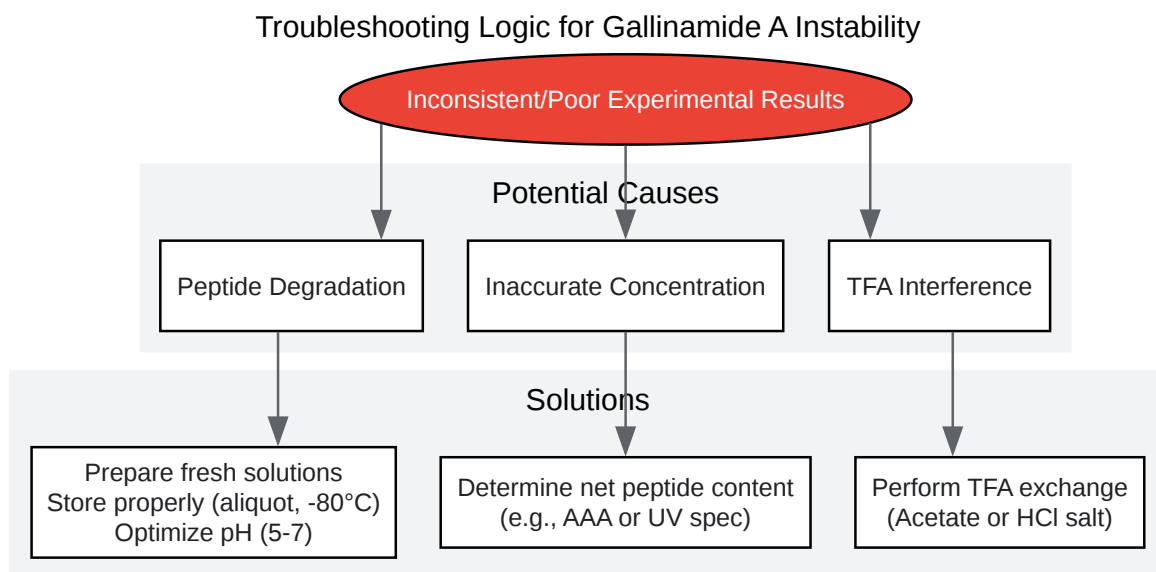 Troubleshooting Logic for Gallinamide A Instability
Inconsistent/Poor Experimental Results
Potential Causes
Peptide Degradation
Inaccurate Concentration
TFA Interference
Solutions
Prepare fresh solutions
Store properly (aliquot, -80°C)
Optimize pH (5-7)
Determine net peptide content
(e.g., AAA or UV spec)
Perform TFA exchange
(Acetate or HCl salt)